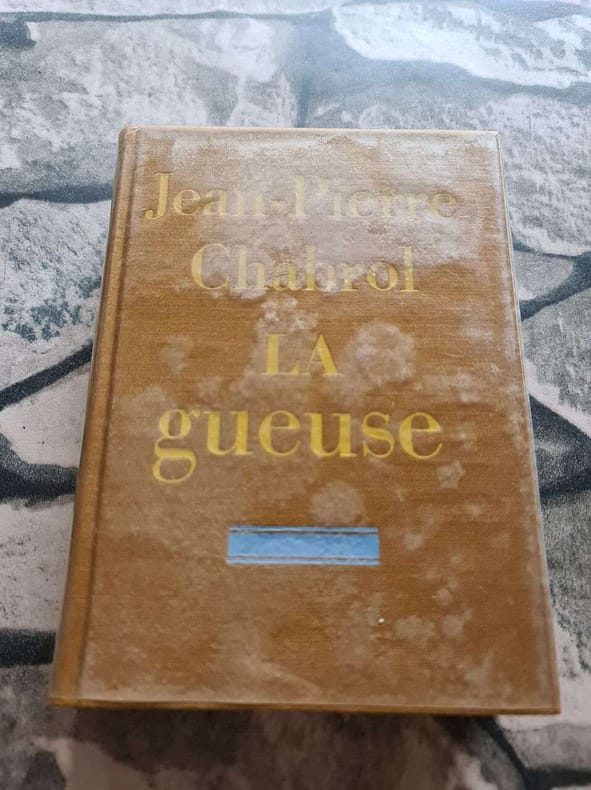 Jean-Pierre
Chabrol
LA
gueuse